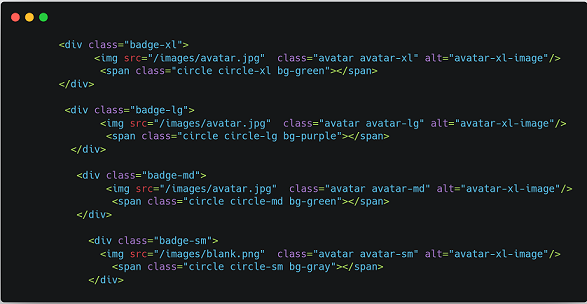 <div class="badge-xl">
<img src="/images/avatar.jpg"  class="avatar avatar-xl" alt="avatar-xl-image"/>
<span class="circle circle-xl bg-green"></span>
</div>
<div class="badge-lg">
<img src="/images/avatar.jpg"  class="avatar avatar-lg" alt="avatar-xl-image"/>
<span class="circle circle-lg bg-purple"></span>
</div>
<div class="badge-md">
<img src="/images/avatar.jpg"  class="avatar avatar-md" alt="avatar-xl-image"/>
<span class="circle circle-md bg-green"></span>
</div>
<div class="badge-sm">
<img src="/images/blank.png"  class="avatar avatar-sm" alt="avatar-xl-image"/>
<span class="circle circle-sm bg-gray"></span>
</div>